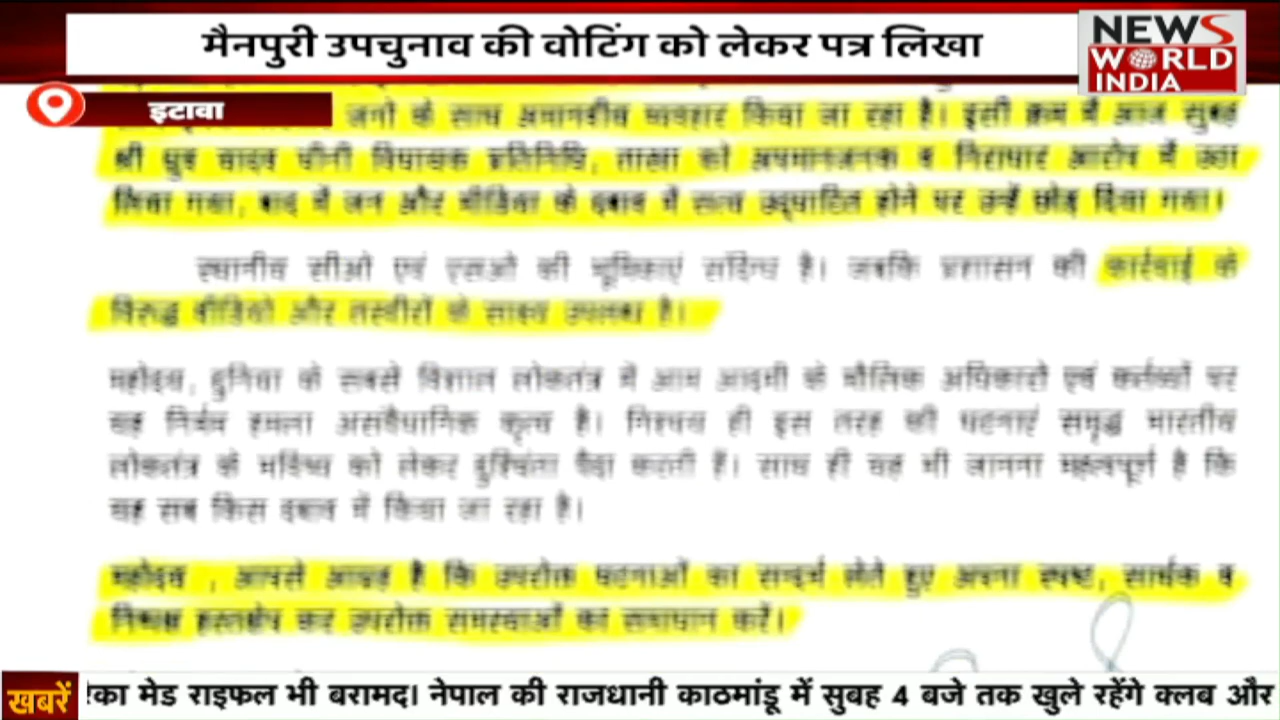 मैनपुरी उपचुनाव की वोटिंग को लेकर पत्र लिखा
NEWS
WORLD
INDIA
इटावा
जनों के साथ अमानवीय व्यवहार किया जा रहा है। इसी क्रम में आज सुबह
श्री ध्रुव यादव चीनी विधायक प्रतिनिधि, ताखा को अपमानजनक व निराधार आरोप में उठा
लिया गया, बाद में जन और मीडिया के दबाव में सत्य उद्घाटित होने पर उन्हें छोड़ दिया गया।
स्थानीय सीओ एवं एसओ की भूमिकाएं संदिग्ध है। जबकि प्रशासन की कार्रवाई के
विरुद्ध वीडियो और तस्वीरों के साक्ष्य उपलब्ध है।
महोदय, दुनिया के सबसे विशाल लोकतंत्र में आम आदमी के मौलिक अधिकारों एवं कर्तव्यों पर
यह निर्मम हमला असंवैधानिक कृत्य है। निश्चय ही इस तरह की घटनाएं समृद्ध भारतीय
लोकतंत्र के भविष्य को लेकर दुश्चिंता पैदा करती हैं। साथ ही यह भी जानना महत्वपूर्ण है कि
यह सब किस दबाव में किया जा रहा है।
महोदय , आपसे आग्रह है कि उपरोक्त घटनाओं का सन्दर्भ लेते हुए अपना स्पष्ट, सार्थक व
निष्पक्ष हस्तक्षेप कर उपरोक्त समस्याओं का समाधान करें।
खबरें
मेड राइफल भी बरामद। नेपाल की राजधानी काठमांडू में सुबह 4 बजे तक खुले रहेंगे क्लब और